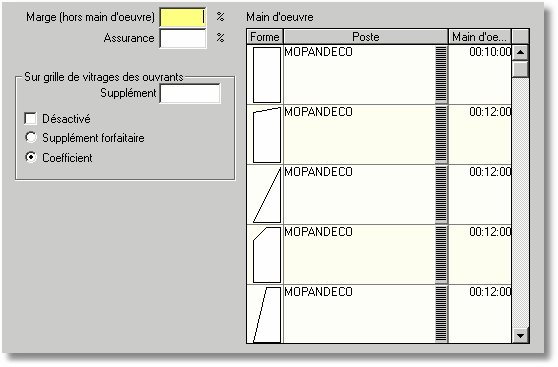 Marge (hors main d'oeuvre) %
Assurance %
Sur grille de vitrages des ouvrants
Supplément
Désactivé
Supplément forfaitaire
Coefficient
Main d'oeuvre
Forme Poste Main d'oe...
MOPANDECO 00:10:00
MOPANDECO 00:12:00
MOPANDECO 00:12:00
MOPANDECO 00:12:00
MOPANDECO 00:12:00